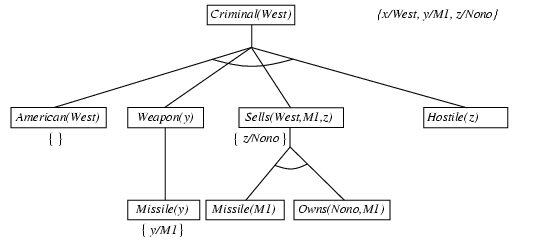 Criminal(West)
{x/West, y/M1, z/Nono}
American(West)
Weapon(y)
Sells(West,M1,z)
Hostile(z)
{ }
{ z/Nono }
Missile(y)
Missile(M1)
Owns(Nono,M1)
{ y/M1 }